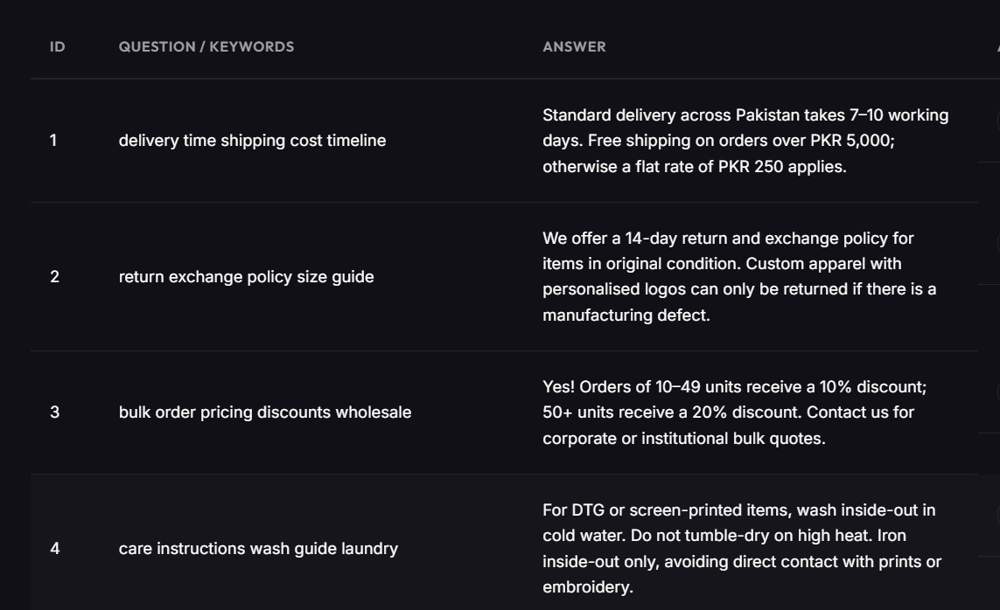 ID QUESTION / KEYWORDS ANSWER
1 delivery time shipping cost timeline
Standard delivery across Pakistan takes 7–10 working
days. Free shipping on orders over PKR 5,000;
otherwise a flat rate of PKR 250 applies.
2 return exchange policy size guide
We offer a 14-day return and exchange policy for
items in original condition. Custom apparel with
personalised logos can only be returned if there is a
manufacturing defect.
3 bulk order pricing discounts wholesale
Yes! Orders of 10–49 units receive a 10% discount;
50+ units receive a 20% discount. Contact us for
corporate or institutional bulk quotes.
4 care instructions wash guide laundry
For DTG or screen-printed items, wash inside-out in
cold water. Do not tumble-dry on high heat. Iron
inside-out only, avoiding direct contact with prints or
embroidery.